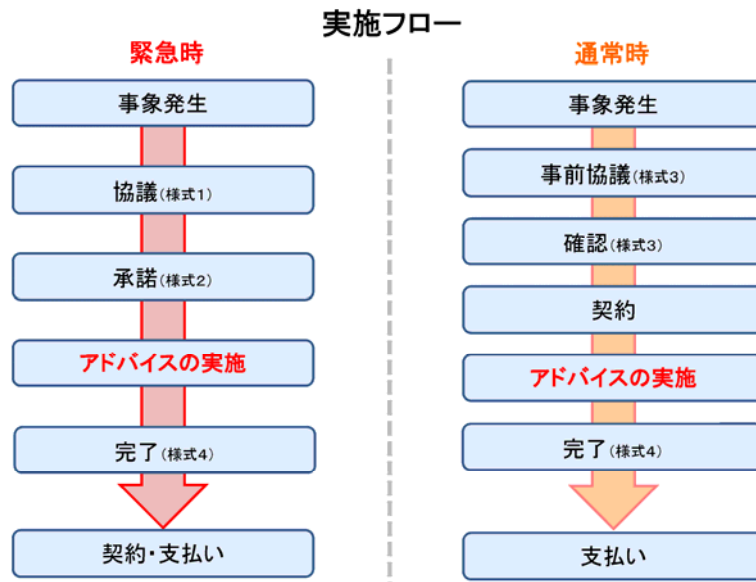 実施フロー
緊急時
事象発生
協議(様式1)
承諾(様式2)
アドバイスの実施
完了(様式4)
契約・支払い
通常時
事象発生
事前協議(様式3)
確認(様式3)
契約
アドバイスの実施
完了(様式4)
支払い